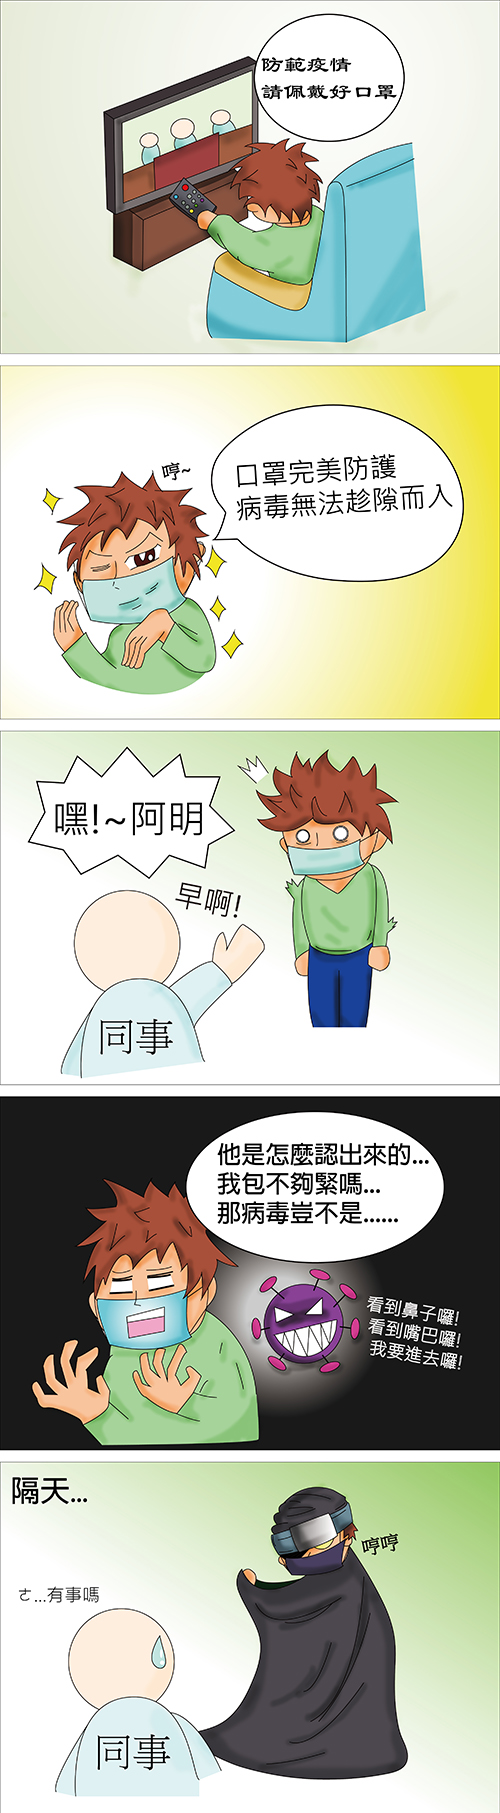 防範疫情
請佩戴好口罩
哼~
口罩完美防護
病毒無法趁隙而入
嘿!~阿明
早啊!
同事
他是怎麼認出來的...
我包不夠緊嗎...
那病毒豈不是......
看到鼻子囉!
看到嘴巴囉!
我要進去囉!
隔天...
哼哼
ㄜ...有事嗎
同事